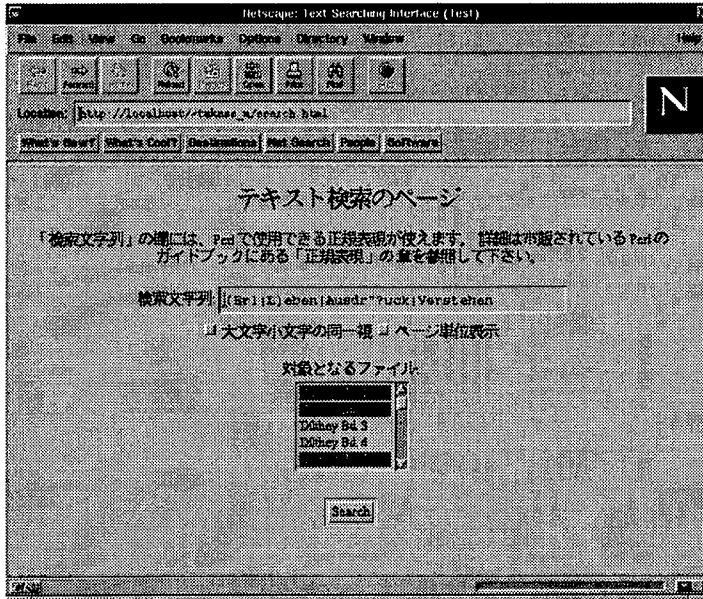 Netscape: Text Searching Interface (Test)
File Edit View Go Bookmarks Options Directory Window Help
Forward Reload Open Print Find
Location: http://localhost/~taknas_m/search.html
What's New? What's Cool? Destinations Net Search People Software
N
テキスト検索のページ
「検索文字列」の欄には、Perlで使用できる正規表現が使えます。詳細は市販されているPerlの
ガイドブックにある「正規表現」の章を参照して下さい。
検索文字列:
大文字小文字の同一視 ページ単位表示
対象となるファイル:
Dilthey Bd. 3
Dilthey Bd. 4
Search